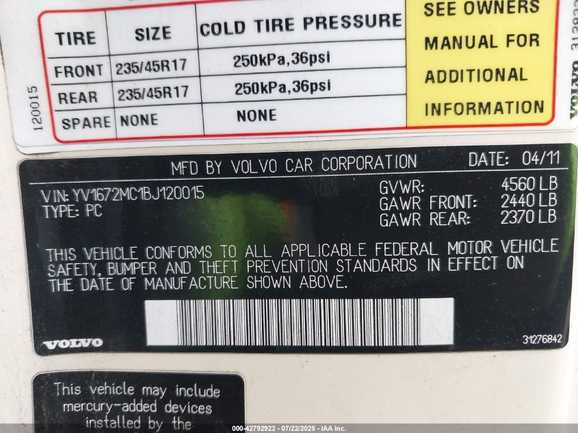 TIRE SIZE COLD TIRE PRESSURE
FRONT 235/45R17 250kPa,36psi
REAR 235/45R17 250kPa,36psi
SPARE NONE NONE
SEE OWNERS
MANUAL FOR
ADDITIONAL
INFORMATION
120015
VOLVO
MFD BY VOLVO CAR CORPORATION DATE: 04/11
VIN: YV1672MC1BJ120015 GVWR: 4560 LB
TYPE: PC GAWR FRONT: 2440 LB
GAWR REAR: 2370 LB
THIS VEHICLE CONFORMS TO ALL APPLICABLE FEDERAL MOTOR VEHICLE
SAFETY, BUMPER AND THEFT PREVENTION STANDARDS IN EFFECT ON
THE DATE OF MANUFACTURE SHOWN ABOVE.
VOLVO 31276842
This vehicle may include
mercury-added devices
installed by the
000-42792922 - 07/22/2025 - IAA Inc.